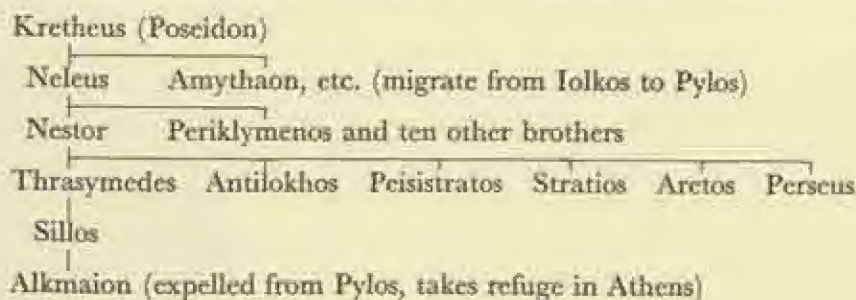 Kretheus (Poseidon)
Neleus Amythaon, etc. (migrate from Iolkos to Pylos)
Nestor Periklymenos and ten other brothers
Thrasymedes Antilokhos Peisistratos Stratios Aretos Perseus
Sillos
Alkmaion (expelled from Pylos, takes refuge in Athens)